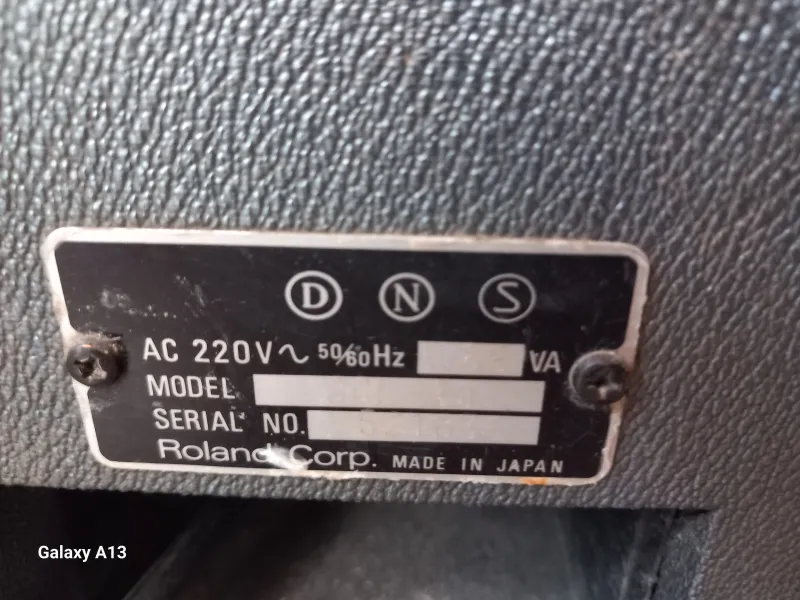 D N S
AC 220V~ 50/60Hz VA
MODEL
SERIAL NO.
Roland Corp. MADE IN JAPAN
Galaxy A13